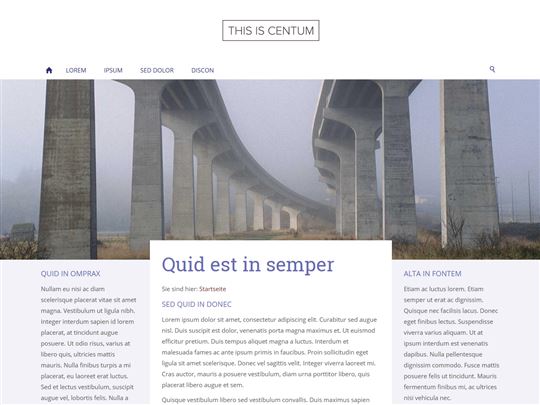 THIS IS CENTUM
LOREM IPSUM SED DOLOR DISCON
QUID IN OMPRAX
Nullam eu nisi ac diam
scelerisque placerat vitae sit amet
magna. Vestibulum ut ligula nibh.
Integer interdum sapien id lorem
placerat, at tincidunt augue
posuere. Ut odio risus, varius at
libero quis, ultricies mattis
mauris. Nulla finibus turpis a mi
placerat, eu hendrerit erat luctus.
Sed et lectus vestibulum, suscipit
augue vel, lobortis felis. Nulla a
Quid est in semper
Sie sind hier: Startseite
SED QUID IN DONEC
Lorem ipsum dolor sit amet, consectetur adipiscing elit. Curabitur sed augue
nisl. Duis suscipit est dolor, venenatis porta magna maximus et. Ut euismod
efficitur pretium. Duis tempus aliquet magna a luctus. Interdum et
malesuada fames ac ante ipsum primis in faucibus. Proin sollicitudin eget
ligula sit amet scelerisque. Donec vel sagittis velit. Integer viverra laoreet mi.
Cras auctor, mauris a posuere vestibulum, diam urna porttitor libero, quis
placerat libero augue et sem.
Quisque vestibulum libero quis semper convallis. Duis maximus sapien
ALTA IN FONTEM
Etiam ac luctus lorem. Etiam
semper ut erat ac dignissim.
Quisque nec facilisis lacus. Donec
eget finibus lectus. Suspendisse
viverra varius aliquam. Ut at
ipsum interdum est venenatis
dapibus. Nulla pellentesque
dignissim commodo. Fusce mattis
posuere felis ut tincidunt. Mauris
fermentum finibus mi, ac ultrices
nisi vehicula nec.